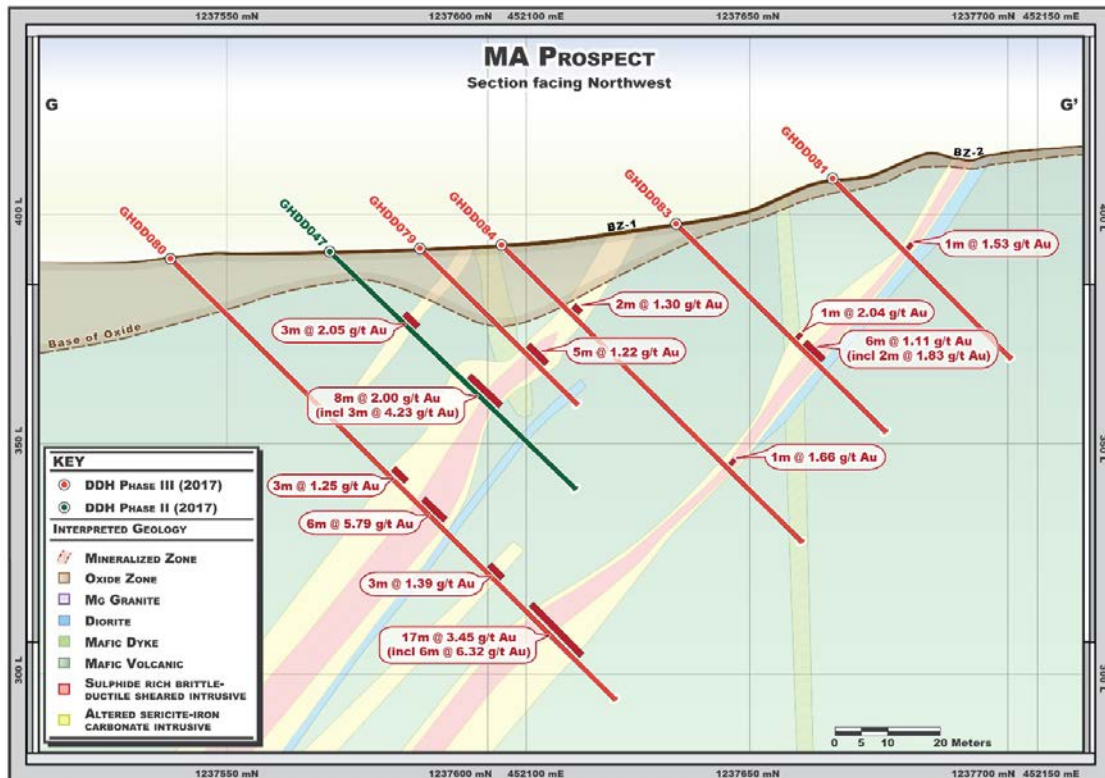 1237550 mN
1237600 mN
452100 mE
1237650 mN
1237700 mN
452150 mE
MA Prospect
Section facing Northwest
G
G'
GHDD080
GHDD047
GHDD079
GHDD084
GHDD083
GHDD081
BZ-1
BZ-2
400 L
400 L
350 L
350 L
300 L
300 L
Base of Oxide
1m @ 1.53 g/t Au
2m @ 1.30 g/t Au
3m @ 2.05 g/t Au
1m @ 2.04 g/t Au
5m @ 1.22 g/t Au
6m @ 1.11 g/t Au
(incl 2m @ 1.83 g/t Au)
8m @ 2.00 g/t Au
(incl 3m @ 4.23 g/t Au)
1m @ 1.66 g/t Au
3m @ 1.25 g/t Au
6m @ 5.79 g/t Au
3m @ 1.39 g/t Au
17m @ 3.45 g/t Au
(incl 6m @ 6.32 g/t Au)
KEY
DDH Phase III (2017)
DDH Phase II (2017)
Interpreted Geology
Mineralized Zone
Oxide Zone
Mg Granite
Diorite
Mafic Dyke
Mafic Volcanic
Sulphide rich brittle-
ductile sheared intrusive
Altered sericite-iron
carbonate intrusive
0 5 10 20 Meters
1237550 mN
1237600 mN
452100 mE
1237650 mN
1237700 mN
452150 mE